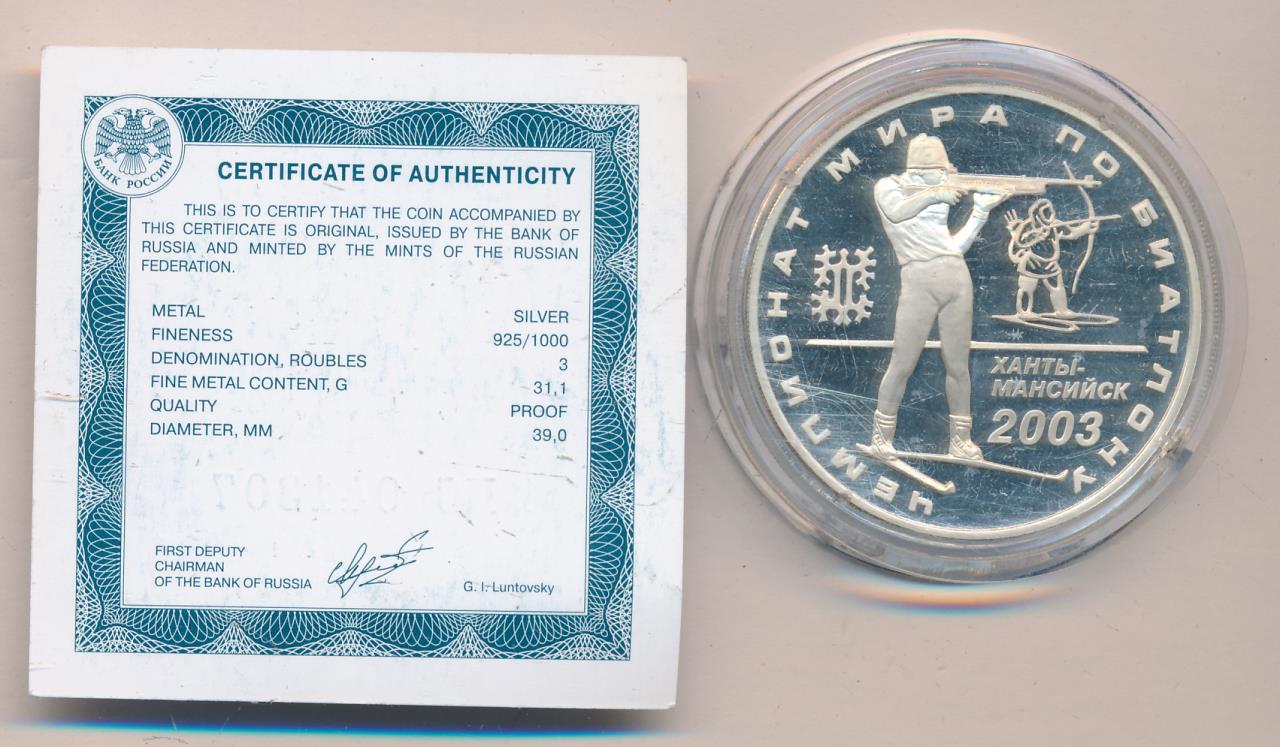 БАНК РОССИИ
CERTIFICATE OF AUTHENTICITY
THIS IS TO CERTIFY THAT THE COIN ACCOMPANIED BY
THIS CERTIFICATE IS ORIGINAL, ISSUED BY THE BANK OF
RUSSIA AND MINTED BY THE MINTS OF THE RUSSIAN
FEDERATION.
METAL SILVER
FINENESS 925/1000
DENOMINATION, ROUBLES 3
FINE METAL CONTENT, G 31,1
QUALITY PROOF
DIAMETER, MM 39,0
FIRST DEPUTY
CHAIRMAN
OF THE BANK OF RUSSIA
G. I. Luntovsky
ЧЕМПИОНАТ МИРА ПО БИАТЛОНУ
ХАНТЫ-
МАНСИЙСК
2003